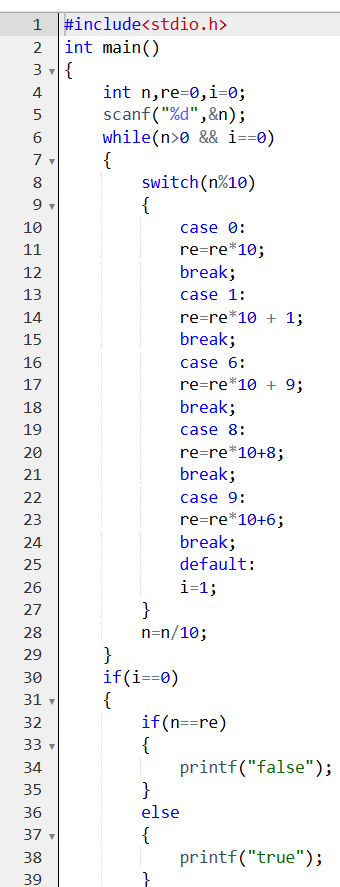 1 #include<stdio.h>
2 int main()
3 {
4 int n,re=0,i=0;
5 scanf("%d",&n);
6 while(n>0 && i==0)
7 {
8 switch(n%10)
9 {
10 case 0:
11 re=re*10;
12 break;
13 case 1:
14 re=re*10 + 1;
15 break;
16 case 6:
17 re=re*10 + 9;
18 break;
19 case 8:
20 re=re*10+8;
21 break;
22 case 9:
23 re=re*10+6;
24 break;
25 default:
26 i=1;
27 }
28 n=n/10;
29 }
30 if(i==0)
31 {
32 if(n==re)
33 {
34 printf("false");
35 }
36 else
37 {
38 printf("true");
39 }